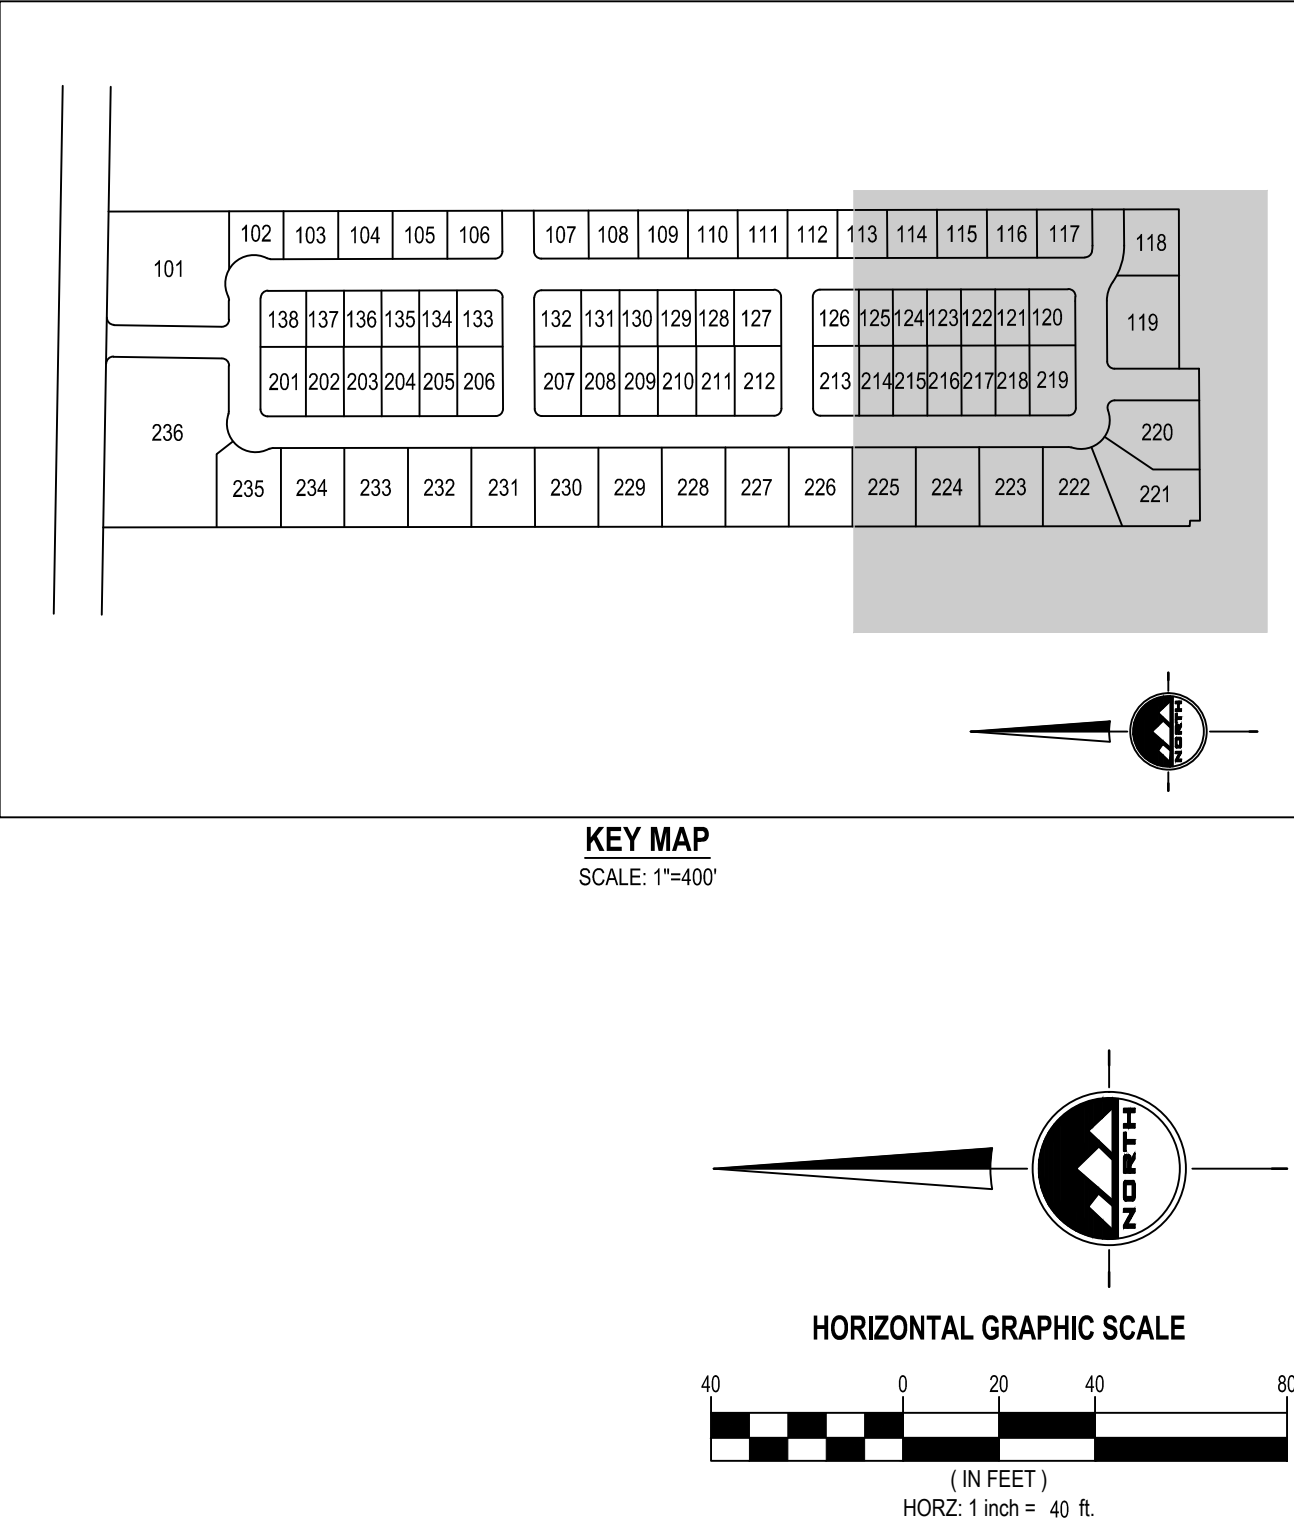 102 103 104 105 106 107 108 109 110 111 112 113 114 115 116 117 118
101
138 137 136 135 134 133 132 131 130 129 128 127 126 125 124 123 122 121 120 119
201 202 203 204 205 206 207 208 209 210 211 212 213 214 215 216 217 218 219
236 220
235 234 233 232 231 230 229 228 227 226 225 224 223 222 221
NORTH
KEY MAP
SCALE: 1"=400'
NORTH
HORIZONTAL GRAPHIC SCALE
40 0 20 40 80
( IN FEET )
HORZ: 1 inch = 40 ft.